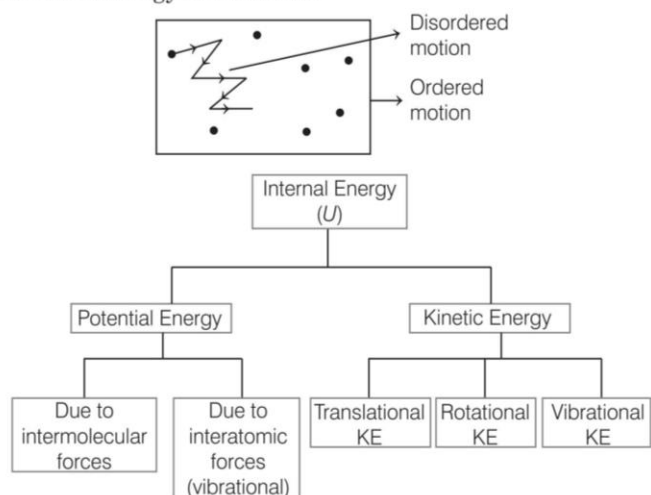 Disordered
motion
Ordered
motion
Internal Energy
(U)
Potential Energy
Kinetic Energy
Due to
intermolecular
forces
Due to
interatomic
forces
(vibrational)
Translational
KE
Rotational
KE
Vibrational
KE